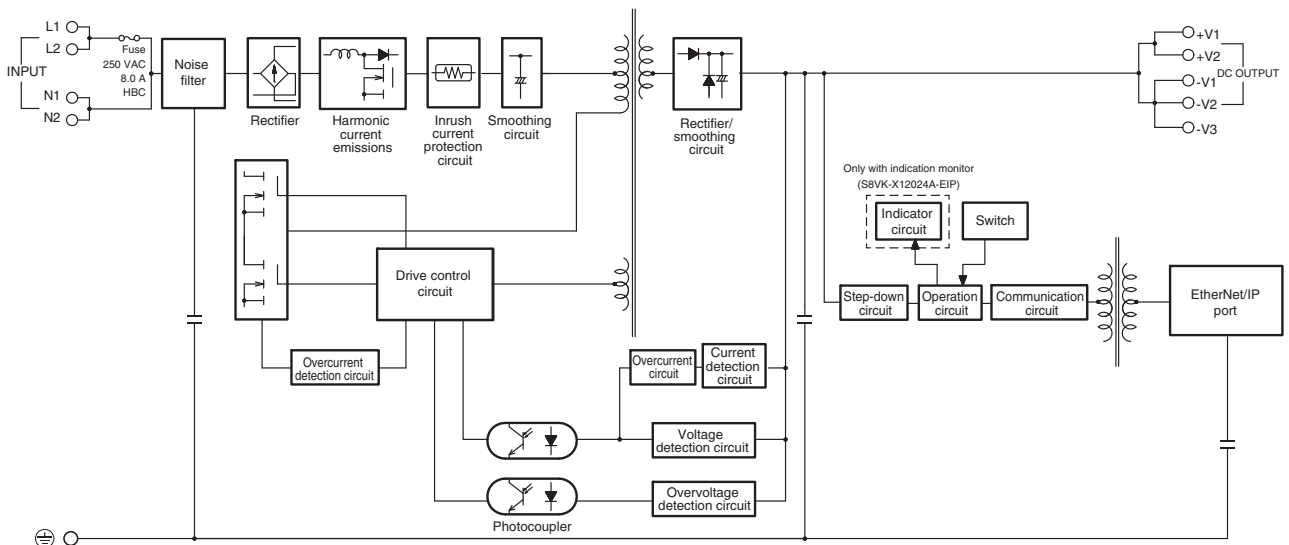 L1
L2
INPUT
N1
N2
Fuse
250 VAC
8.0 A
HBC
Noise
filter
Rectifier
Harmonic
current
emissions
Inrush
current
protection
circuit
Smoothing
circuit
Rectifier/
smoothing
circuit
+V1
+V2
-V1
DC OUTPUT
-V2
-V3
Only with indication monitor
(S8VK-X12024A-EIP)
Indicator
circuit
Switch
Drive control
circuit
Step-down
circuit
Operation
circuit
Communication
circuit
EtherNet/IP
port
Overcurrent
detection circuit
Overcurrent
circuit
Current
detection
circuit
Voltage
detection circuit
Overvoltage
detection circuit
Photocoupler